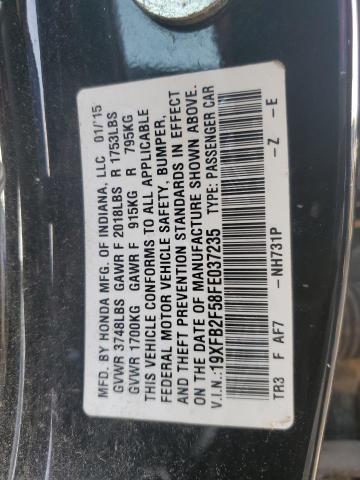 MFD. BY HONDA MFG. OF INDIANA, LLC 01/'15
GVWR 3748LBS GAWR F 2018LBS R 1753LBS
GVWR 1700KG GAWR F 915KG R 795KG
THIS VEHICLE CONFORMS TO ALL APPLICABLE
FEDERAL MOTOR VEHICLE SAFETY, BUMPER,
AND THEFT PREVENTION STANDARDS IN EFFECT
ON THE DATE OF MANUFACTURE SHOWN ABOVE.
V.I.N.:19XFB2F58FE037235 TYPE: PASSENGER CAR
TR3 F AF7 -NH731P -Z -E